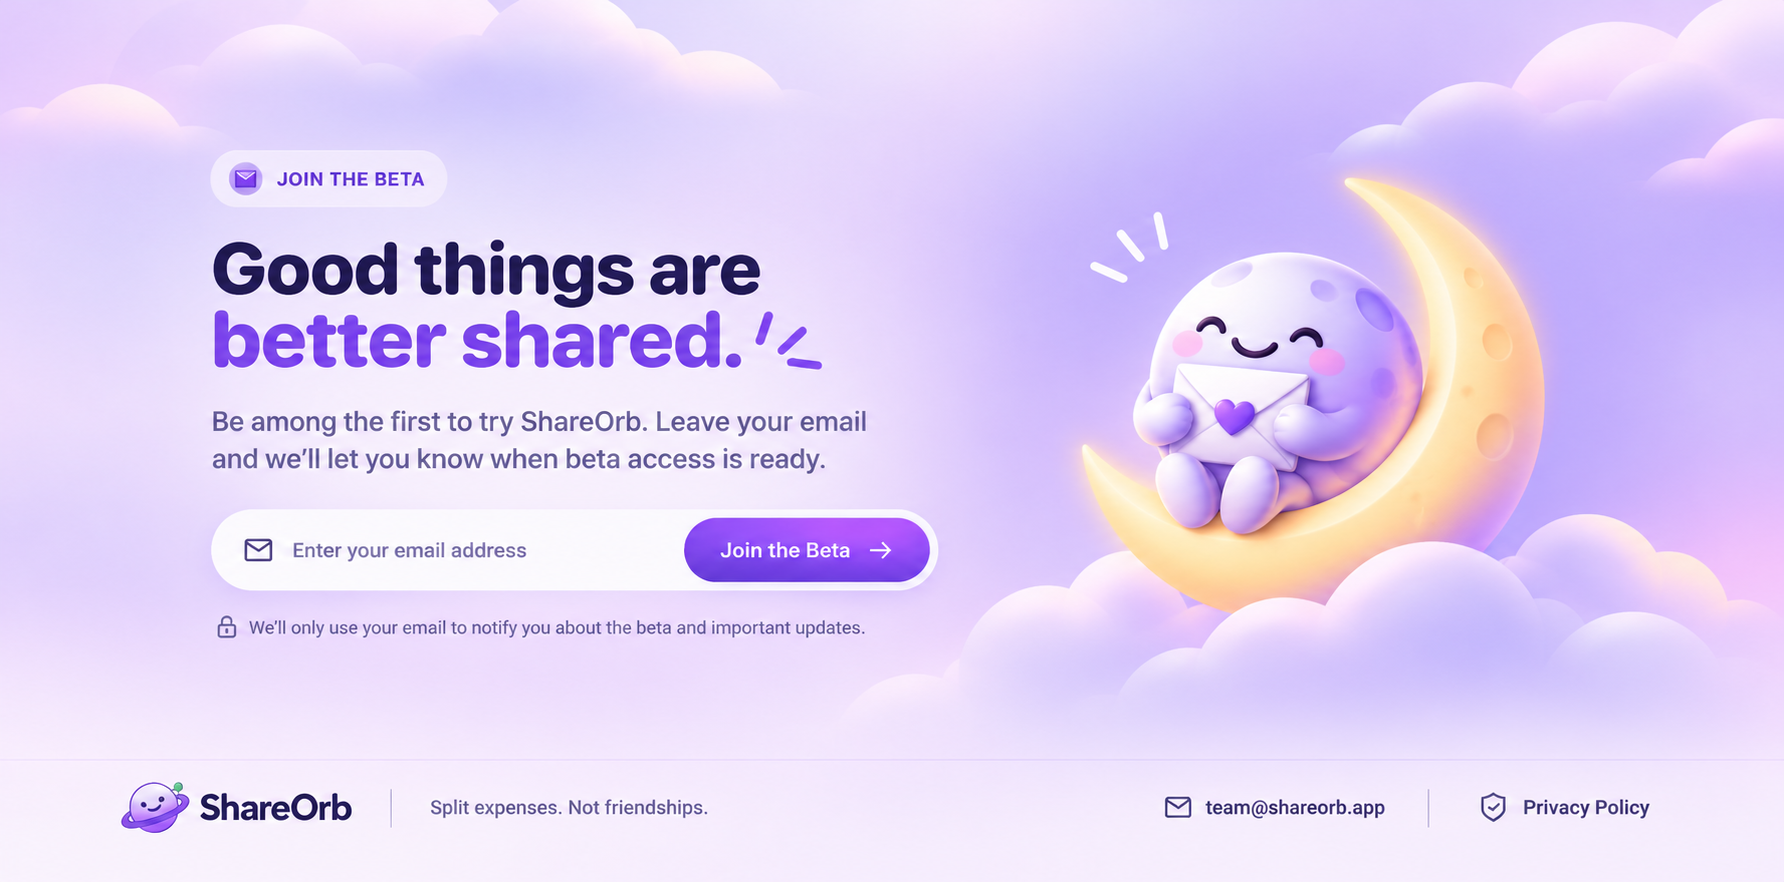 JOIN THE BETA
Good things are
better shared.
Be among the first to try ShareOrb. Leave your email
and we’ll let you know when beta access is ready.
Enter your email address
Join the Beta
We’ll only use your email to notify you about the beta and important updates.
ShareOrb
Split expenses. Not friendships.
team@shareorb.app
Privacy Policy